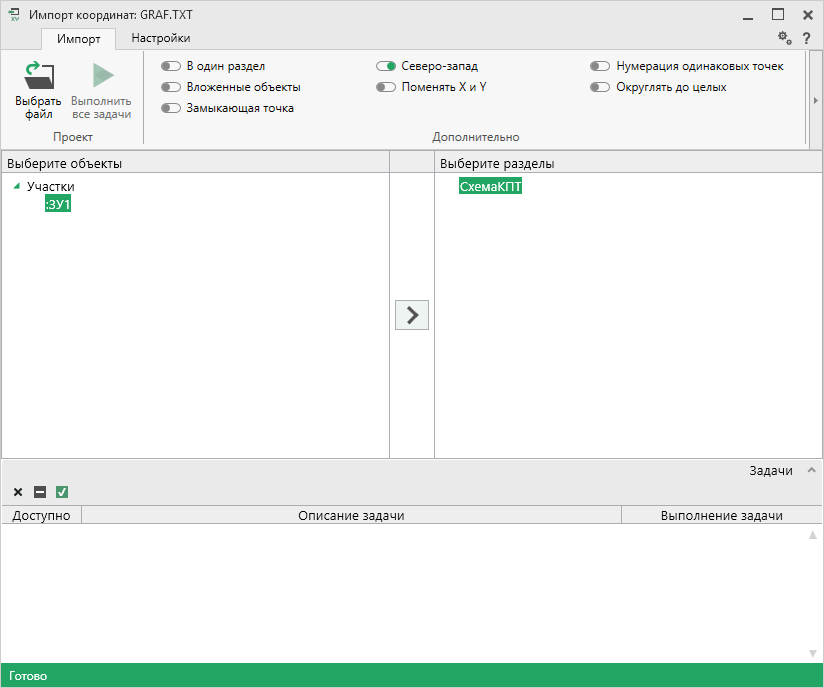 Импорт координат: GRAF.TXT
Импорт
Настройки
?
Выбрать
файл
Выполнить
все задачи
Проект
В один раздел
Вложенные объекты
Замыкающая точка
Северо-запад
Поменять X и Y
Нумерация одинаковых точек
Округлять до целых
Дополнительно
Выберите объекты
Выберите разделы
Участки
:ЗУ1
СхемаКПТ
Задачи
Доступно
Описание задачи
Выполнение задачи
Готово